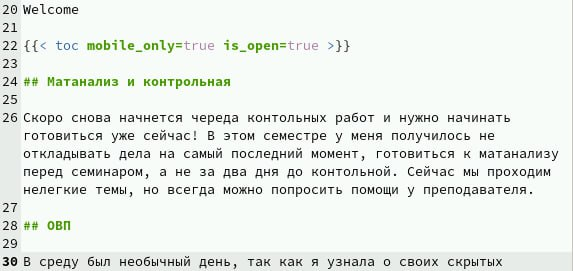 20 Welcome
21
22 {{< toc mobile_only=true is_open=true >}}
23
24 ## Матанализ и контрольная
25
26 Скоро снова начнется череда контольных работ и нужно начинать
готовиться уже сейчас! В этом семестре у меня получилось не
откладывать дела на самый последний момент, готовиться к матанализу
перед семинаром, а не за два дня до контольной. Сейчас мы проходим
нелегкие темы, но всегда можно попросить помощи у преподавателя.
27
28 ## ОВП
29
30 В среду был необычный день, так как я узнала о своих скрытых